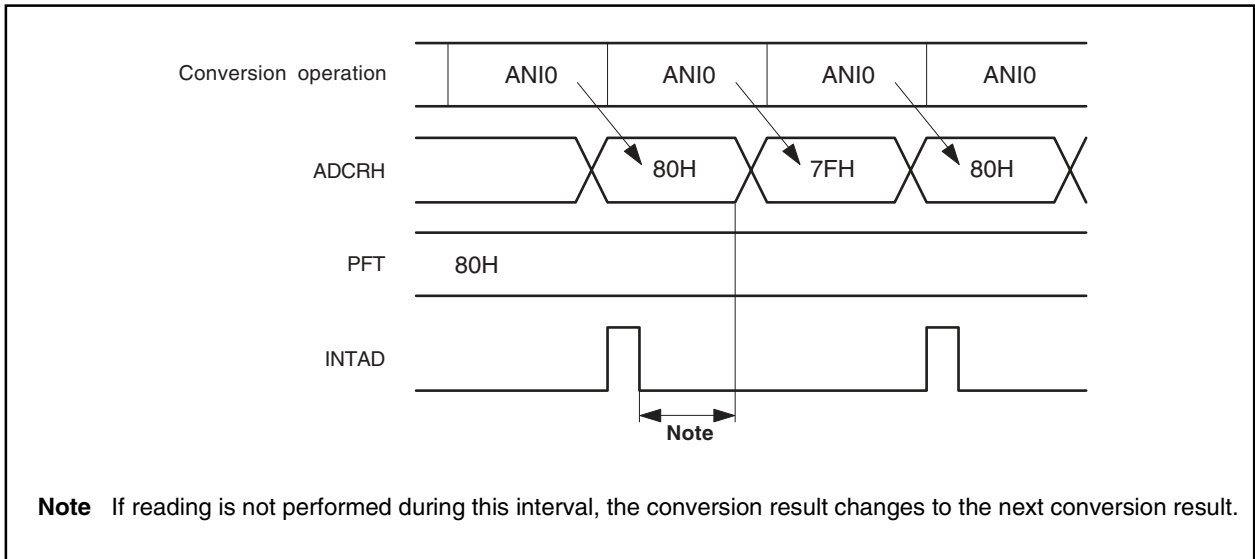 Conversion operation ANI0 ANI0 ANI0 ANI0
ADCRH 80H 7FH 80H
PFT 80H
INTAD
Note
Note If reading is not performed during this interval, the conversion result changes to the next conversion result.